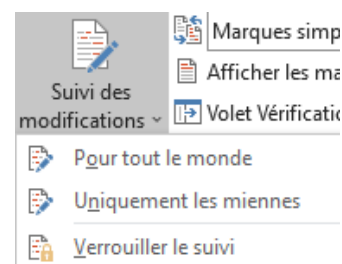 Suivi des
modifications
Marques simp
Afficher les ma
Volet Vérificatio
Pour tout le monde
Uniquement les miennes
Verrouiller le suivi